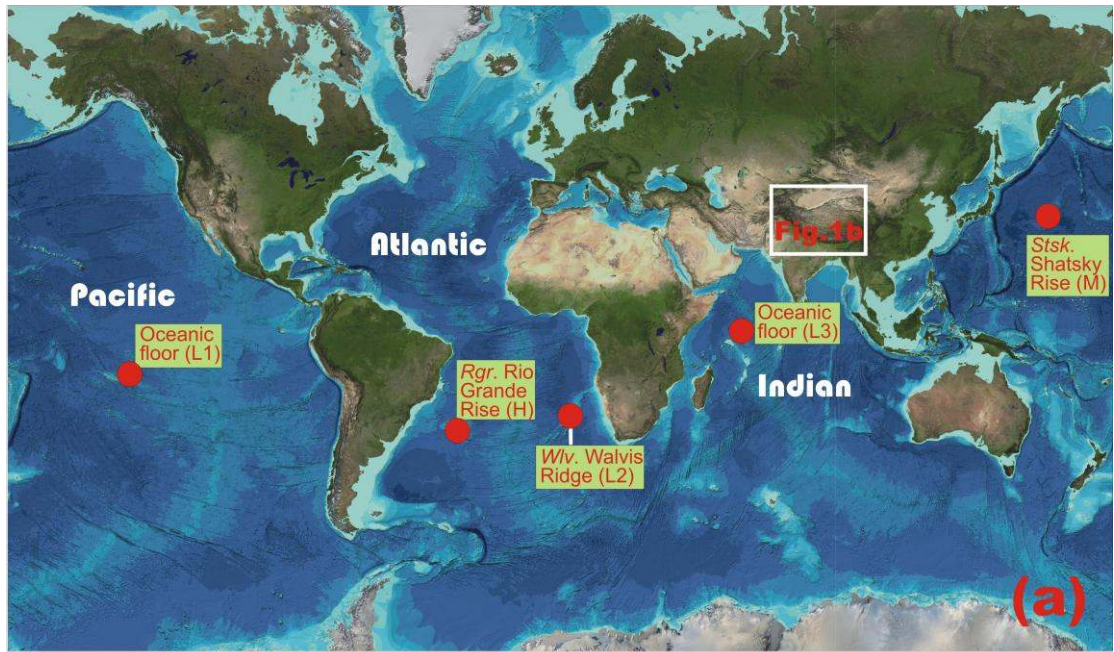 Atlantic
Fig.1b
Stsk.
Shatsky
Rise (M)
Pacific
Oceanic
floor (L1)
Oceanic
floor (L3)
Rgr. Rio
Grande
Rise (H)
Indian
Wlv. Walvis
Ridge (L2)
(a)